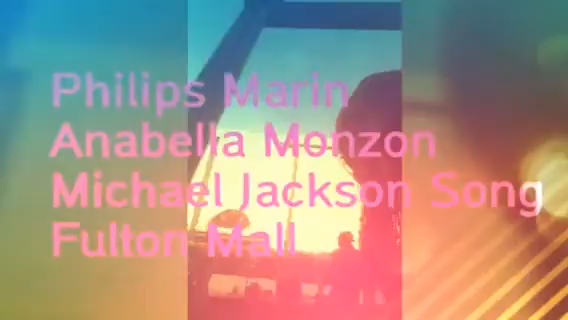 Philips Marin
Anabella Monzon
Michael Jackson Song
Fulton Mall